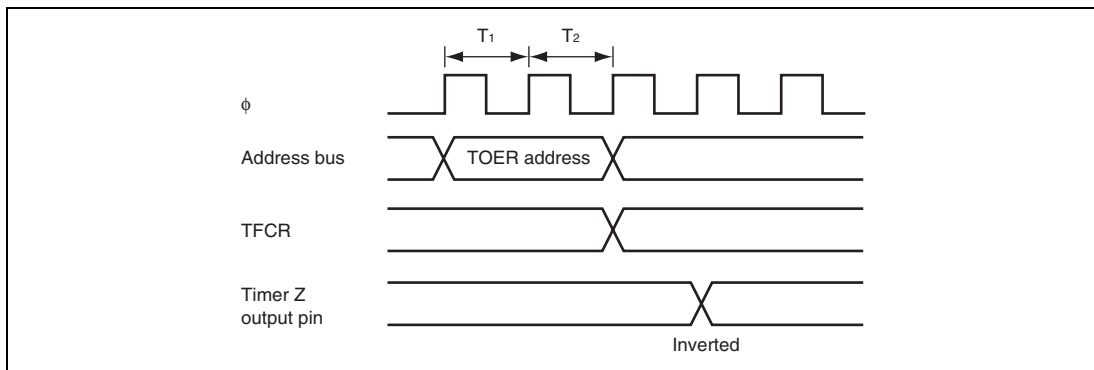 T1 T2
φ
Address bus TOER address
TFCR
Timer Z
output pin
Inverted